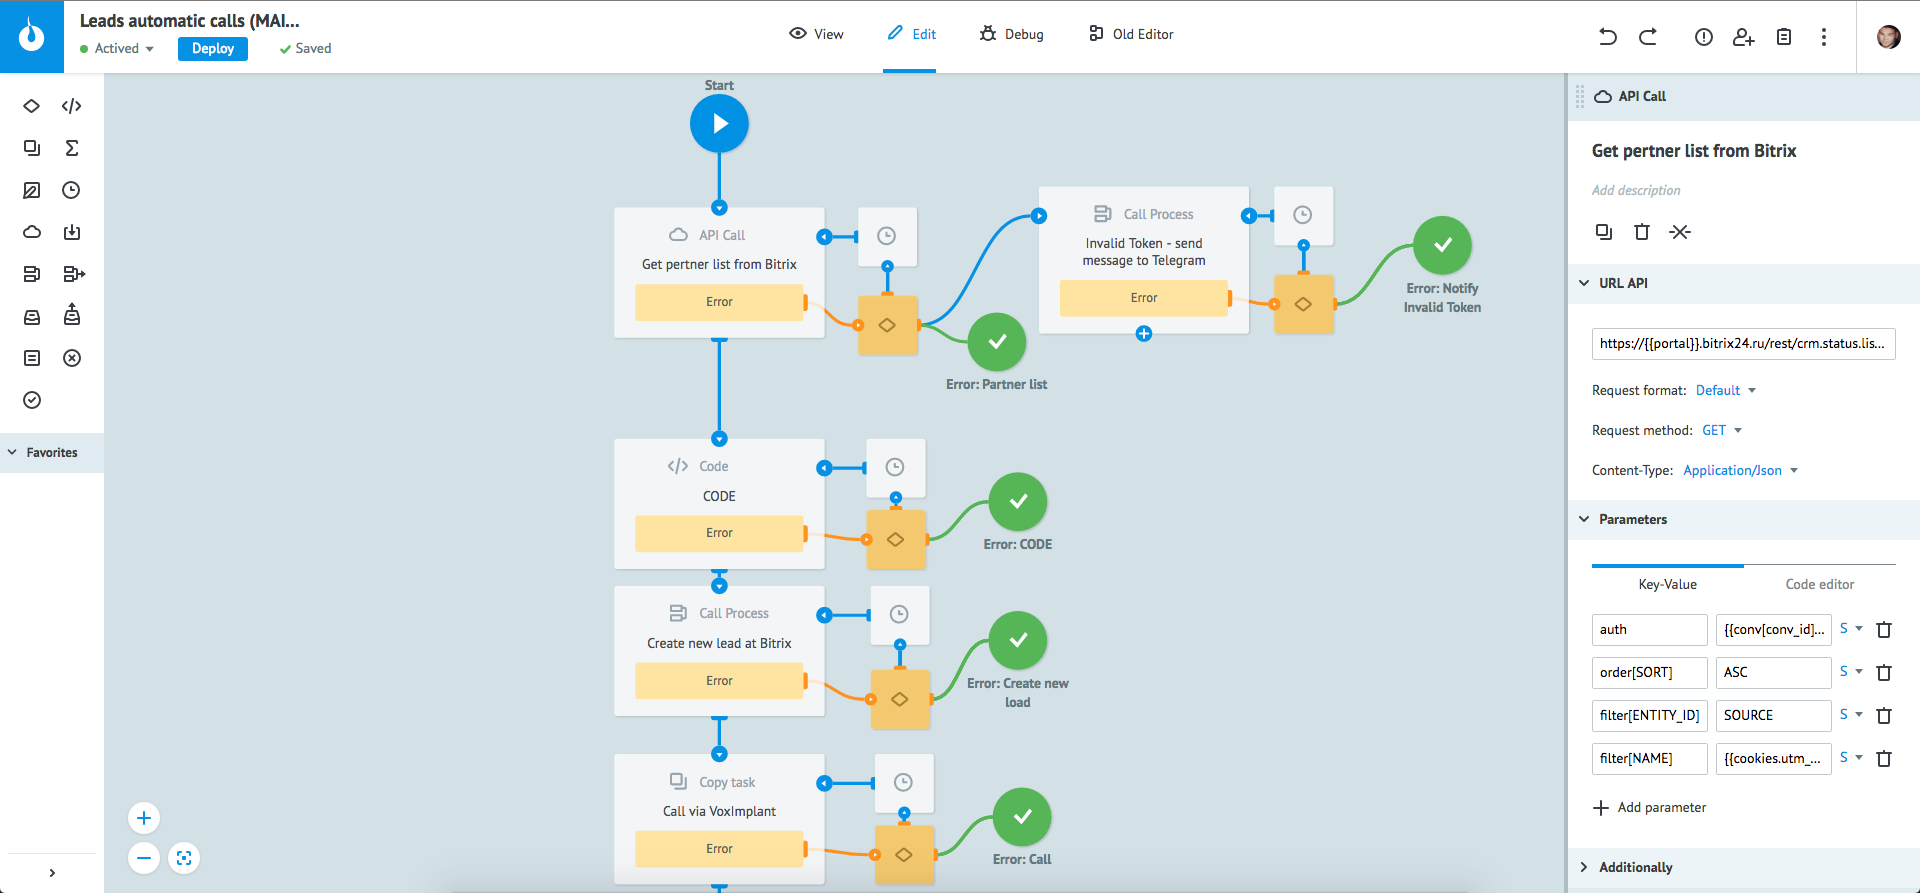 Leads automatic calls (MAI...
Actived
Deploy
Saved
View
Edit
Debug
Old Editor
Favorites
Start
API Call
Get pertner list from Bitrix
Error
Error: Partner list
Call Process
Invalid Token - send
message to Telegram
Error
Error: Notify
Invalid Token
Code
CODE
Error
Error: CODE
Call Process
Create new lead at Bitrix
Error
Error: Create new
load
Copy task
Call via VoxImplant
Error
Error: Call
API Call
Get pertner list from Bitrix
Add description
URL API
https://{{portal}}.bitrix24.ru/rest/crm.status.lis...
Request format: Default
Request method: GET
Content-Type: Application/Json
Parameters
Key-Value Code editor
auth {{conv[conv_id]... S
order[SORT] ASC S
filter[ENTITY_ID] SOURCE S
filter[NAME] {{cookies.utm_... S
Add parameter
Additionally